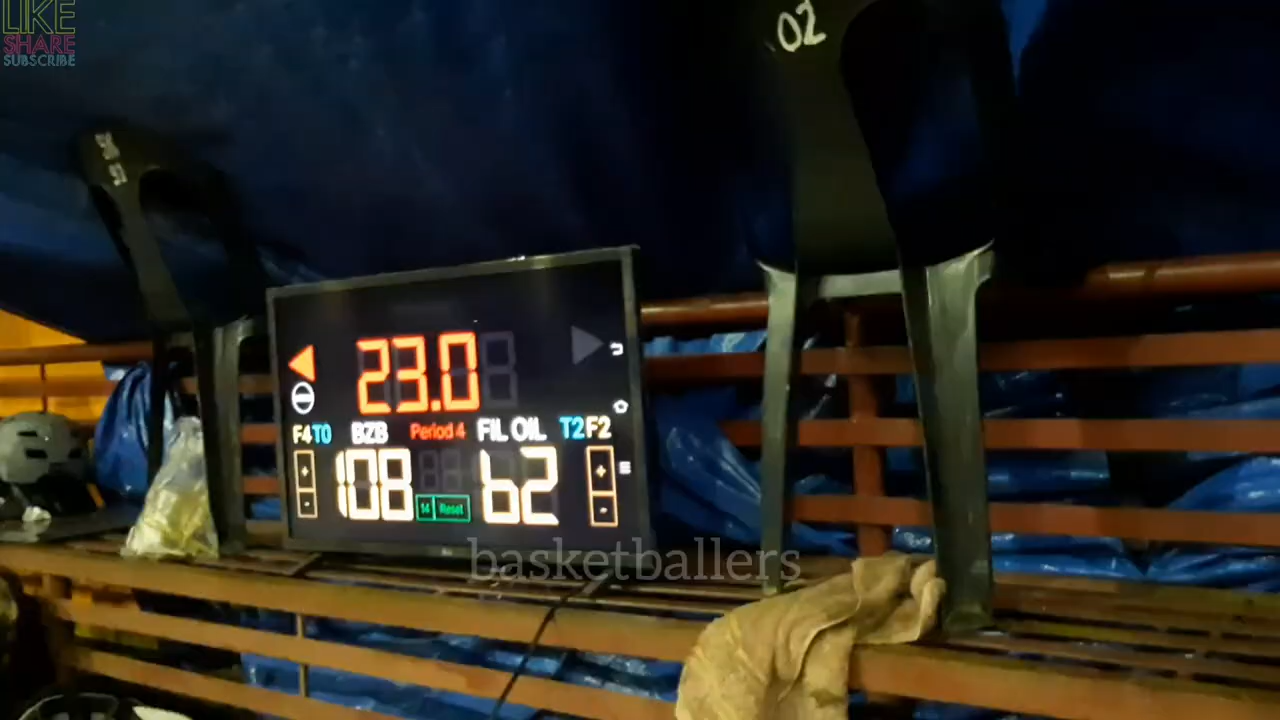 LIKE
SHARE
SUBSCRIBE
02
23.0
F4 T0 BZB Period 4 FIL OIL T2 F2
+ 108 62 +
- 14 Reset -
basketballers